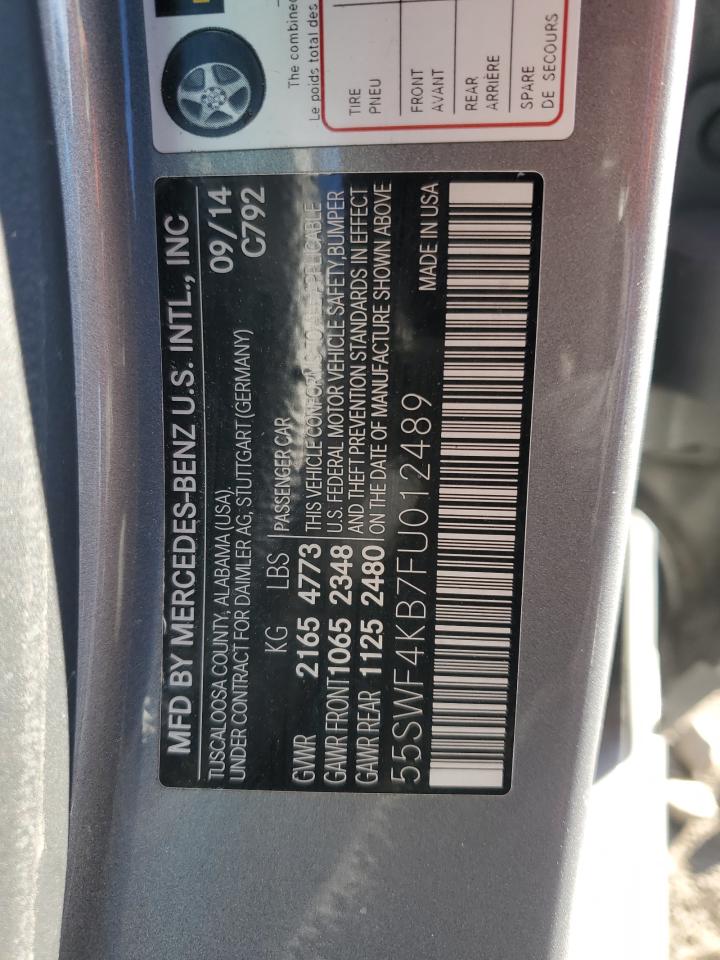 MFD BY MERCEDES-BENZ U.S. INTL., INC
TUSCALOOSA COUNTY, ALABAMA (USA). 09/14
UNDER CONTRACT FOR DAIMLER AG, STUTTGART (GERMANY) C792
KG LBS PASSENGER CAR
GVWR 2165 4773 THIS VEHICLE CONFORMS TO ALL APPLICABLE
GAWR FRONT 1065 2348 U.S. FEDERAL MOTOR VEHICLE SAFETY, BUMPER
GAWR REAR 1125 2480 AND THEFT PREVENTION STANDARDS IN EFFECT
ON THE DATE OF MANUFACTURE SHOWN ABOVE
55SWF4KB7FU012489 MADE IN USA
The combined
Le poids total des
TIRE
PNEU
FRONT
AVANT
REAR
ARRIÈRE
SPARE
DE SECOURS